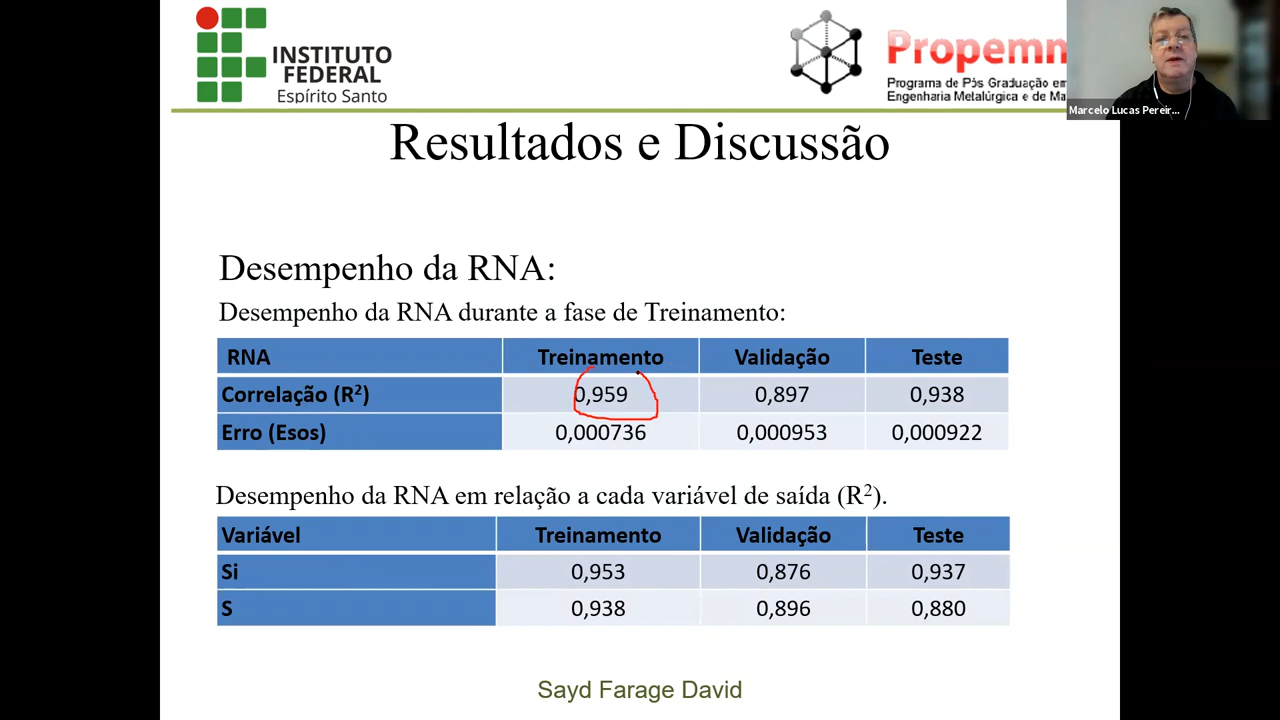 INSTITUTO
FEDERAL
Espírito Santo
Propemm
Programa de Pós Graduação em
Engenharia Metalúrgica e de Ma
Marcelo Lucas Pereir...
Resultados e Discussão
Desempenho da RNA:
Desempenho da RNA durante a fase de Treinamento:
RNA Treinamento Validação Teste
Correlação (R²) 0,959 0,897 0,938
Erro (Esos) 0,000736 0,000953 0,000922
Desempenho da RNA em relação a cada variável de saída (R²).
Variável Treinamento Validação Teste
Si 0,953 0,876 0,937
S 0,938 0,896 0,880
Sayd Farage David